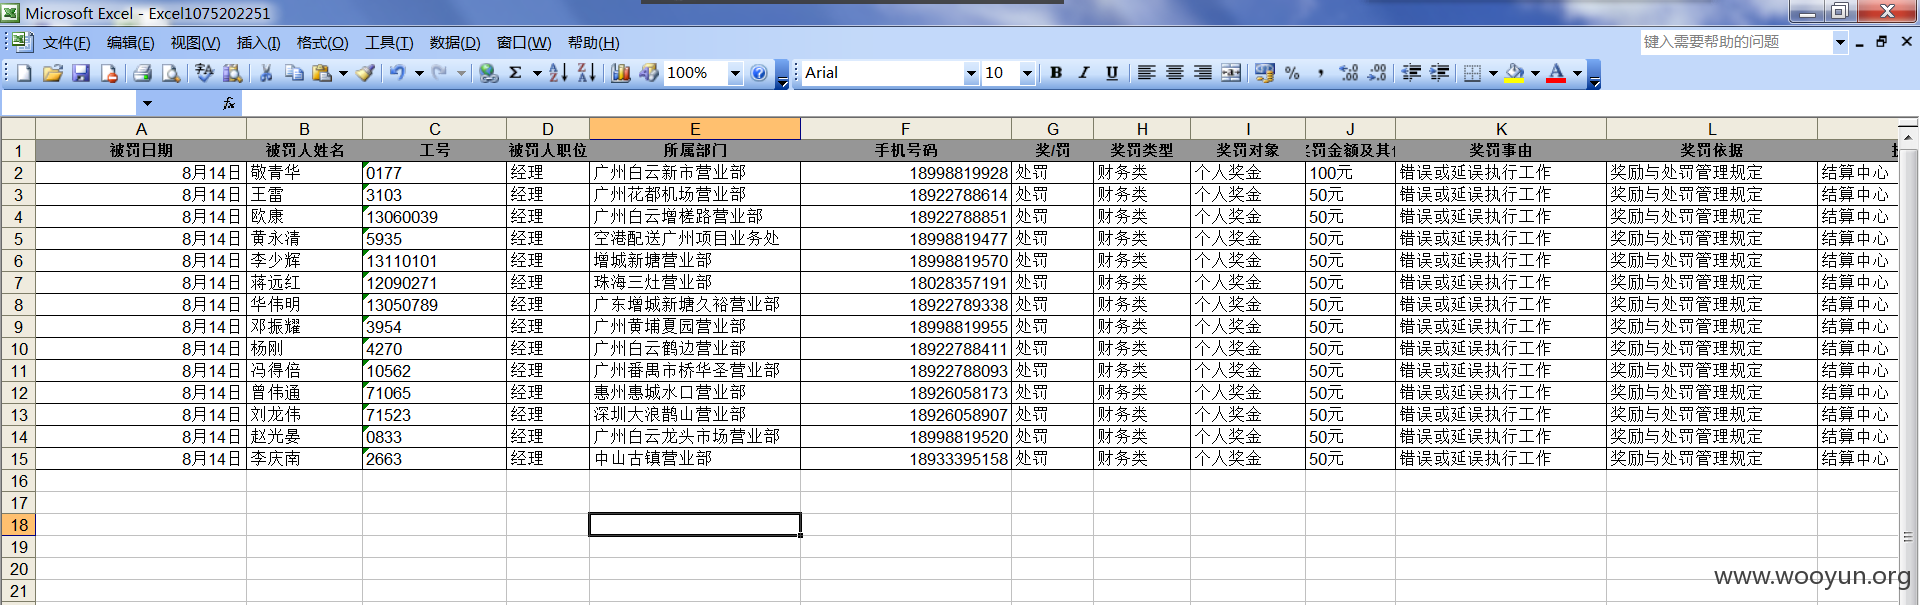 Microsoft Excel - Excel1075202251
文件(F) 编辑(E) 视图(V) 插入(I) 格式(O) 工具(T) 数据(D) 窗口(W) 帮助(H) 键入需要帮助的问题
100% Arial 10 B I U
fx
A B C D E F G H I J K L
1 被罚日期 被罚人姓名 工号 被罚人职位 所属部门 手机号码 奖/罚 奖罚类型 奖罚对象 罚金额及其 奖罚事由 奖罚依据
2 8月14日 敬青华 0177 经理 广州白云新市营业部 18998819928 处罚 财务类 个人奖金 100元 错误或延误执行工作 奖励与处罚管理规定 结算中心
3 8月14日 王雷 3103 经理 广州花都机场营业部 18922788614 处罚 财务类 个人奖金 50元 错误或延误执行工作 奖励与处罚管理规定 结算中心
4 8月14日 欧康 13060039 经理 广州白云增槎路营业部 18922788851 处罚 财务类 个人奖金 50元 错误或延误执行工作 奖励与处罚管理规定 结算中心
5 8月14日 黄永清 5935 经理 空港配送广州项目业务处 18998819477 处罚 财务类 个人奖金 50元 错误或延误执行工作 奖励与处罚管理规定 结算中心
6 8月14日 李少辉 13110101 经理 增城新塘营业部 18998819570 处罚 财务类 个人奖金 50元 错误或延误执行工作 奖励与处罚管理规定 结算中心
7 8月14日 蒋远红 12090271 经理 珠海三灶营业部 18028357191 处罚 财务类 个人奖金 50元 错误或延误执行工作 奖励与处罚管理规定 结算中心
8 8月14日 华伟明 13050789 经理 广东增城新塘久裕营业部 18922789338 处罚 财务类 个人奖金 50元 错误或延误执行工作 奖励与处罚管理规定 结算中心
9 8月14日 邓振耀 3954 经理 广州黄埔夏园营业部 18998819955 处罚 财务类 个人奖金 50元 错误或延误执行工作 奖励与处罚管理规定 结算中心
10 8月14日 杨刚 4270 经理 广州白云鹤边营业部 18922788411 处罚 财务类 个人奖金 50元 错误或延误执行工作 奖励与处罚管理规定 结算中心
11 8月14日 冯得倍 10562 经理 广州番禺市桥华圣营业部 18922788093 处罚 财务类 个人奖金 50元 错误或延误执行工作 奖励与处罚管理规定 结算中心
12 8月14日 曾伟通 71065 经理 惠州惠城水口营业部 18926058173 处罚 财务类 个人奖金 50元 错误或延误执行工作 奖励与处罚管理规定 结算中心
13 8月14日 刘龙伟 71523 经理 深圳大浪鹊山营业部 18926058907 处罚 财务类 个人奖金 50元 错误或延误执行工作 奖励与处罚管理规定 结算中心
14 8月14日 赵光晏 0833 经理 广州白云龙头市场营业部 18998819520 处罚 财务类 个人奖金 50元 错误或延误执行工作 奖励与处罚管理规定 结算中心
15 8月14日 李庆南 2663 经理 中山古镇营业部 18933395158 处罚 财务类 个人奖金 50元 错误或延误执行工作 奖励与处罚管理规定 结算中心
16
17
18
19
20
21
www.wooyun.org